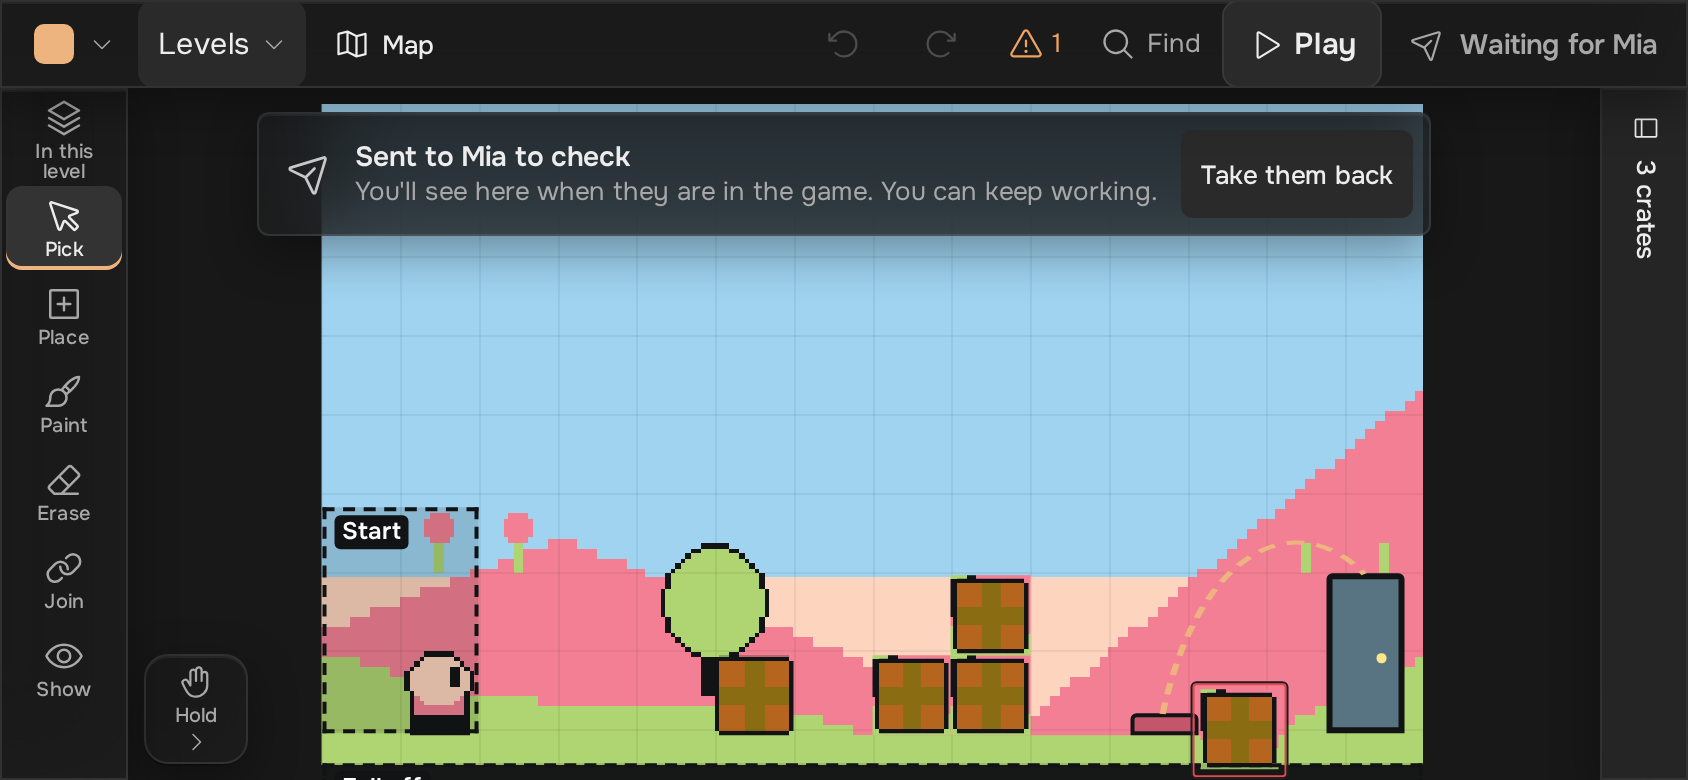 Levels
Map
1
Find
Play
Waiting for Mia
In this
level
Pick
Place
Paint
Erase
Join
Show
Hold
Sent to Mia to check
You'll see here when they are in the game. You can keep working.
Take them back
3 crates
Start